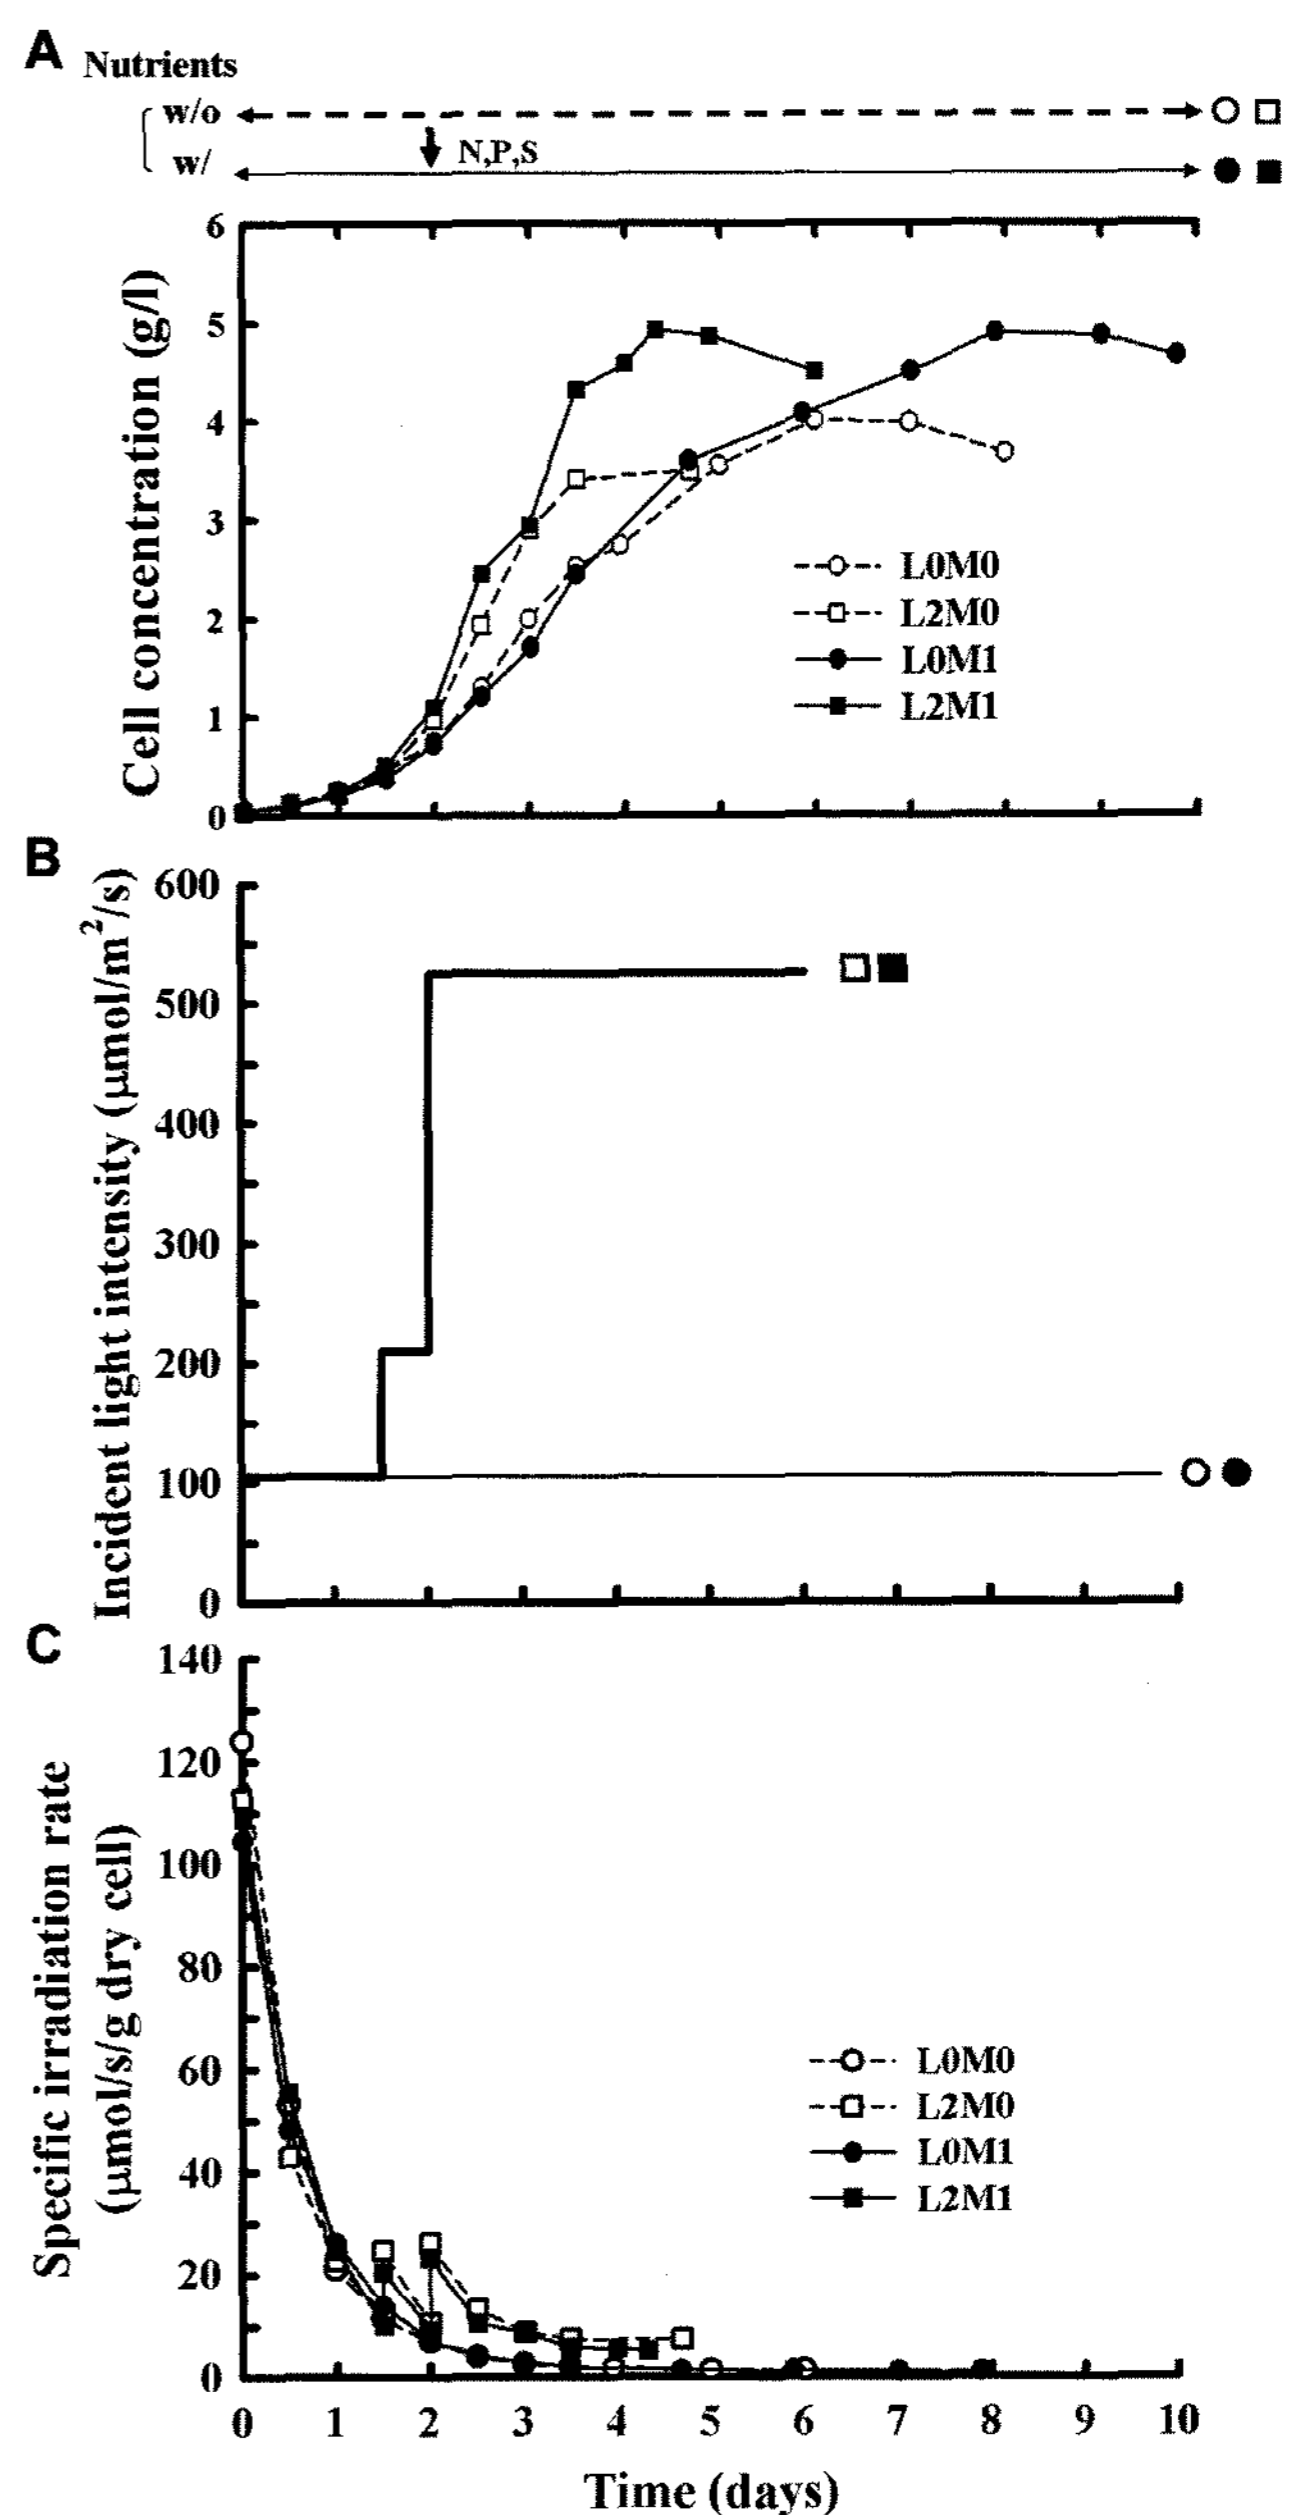 A
Nutrients
w/o
N,P,S
w/
6
5
4
3
2
1
0
Cell concentration (g/l)
L0M0
L2M0
L0M1
L2M1
B
600
500
400
300
200
100
0
Incident light intensity (μmol/m²/s)
C
140
120
100
80
60
40
20
0
Specific irradiation rate
(μmol/s/g dry cell)
L0M0
L2M0
L0M1
L2M1
0 1 2 3 4 5 6 7 8 9 10
Time (days)